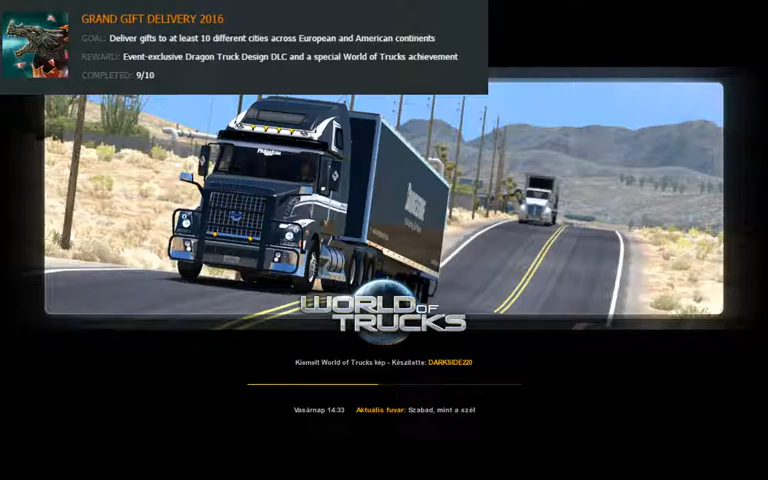 GRAND GIFT DELIVERY 2016
GOAL: Deliver gifts to at least 10 different cities across European and American continents
REWARD: Event-exclusive Dragon Truck Design DLC and a special World of Trucks achievement
COMPLETED: 9/10
WORLD OF
TRUCKS
Kiemelt World of Trucks kép - Készítette: DARKSIDE220
Vasárnap 14:33 Aktuális fuvar: Szabad, mint a szél